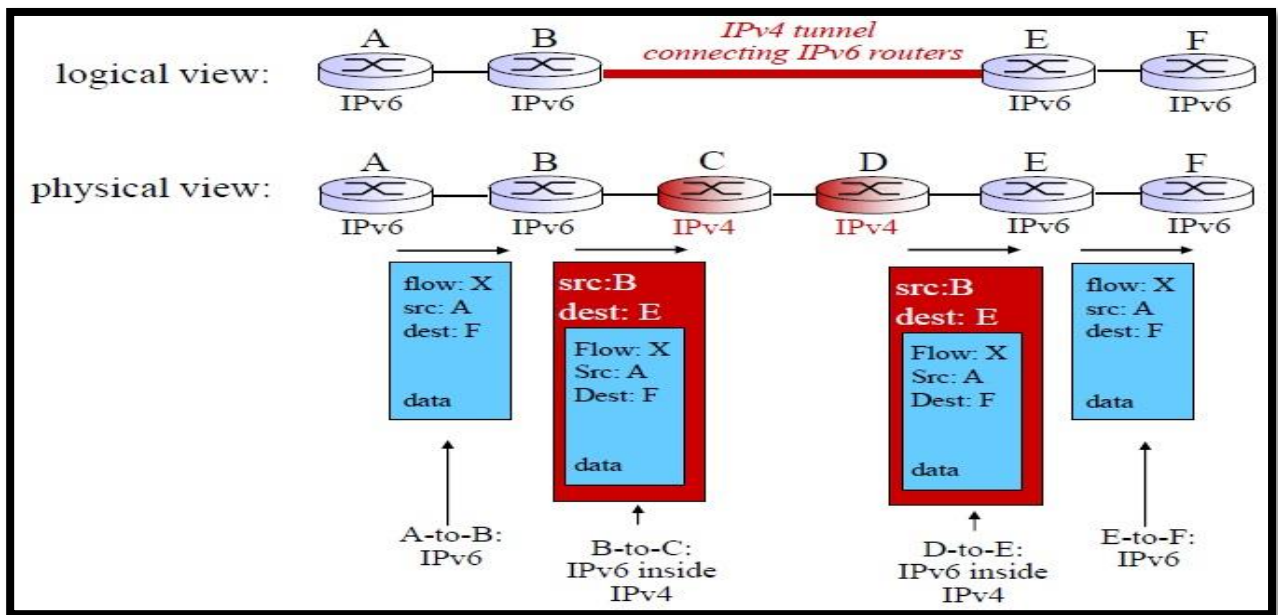 A B IPv4 tunnel E F
connecting IPv6 routers
logical view:
IPv6 IPv6 IPv6 IPv6
A B C D E F
physical view:
IPv6 IPv6 IPv4 IPv4 IPv6 IPv6
flow: X
src: A
dest: F
data
src:B
dest: E
Flow: X
Src: A
Dest: F
data
src:B
dest: E
Flow: X
Src: A
Dest: F
data
flow: X
src: A
dest: F
data
A-to-B:
IPv6
B-to-C:
IPv6 inside
IPv4
D-to-E:
IPv6 inside
IPv4
E-to-F:
IPv6